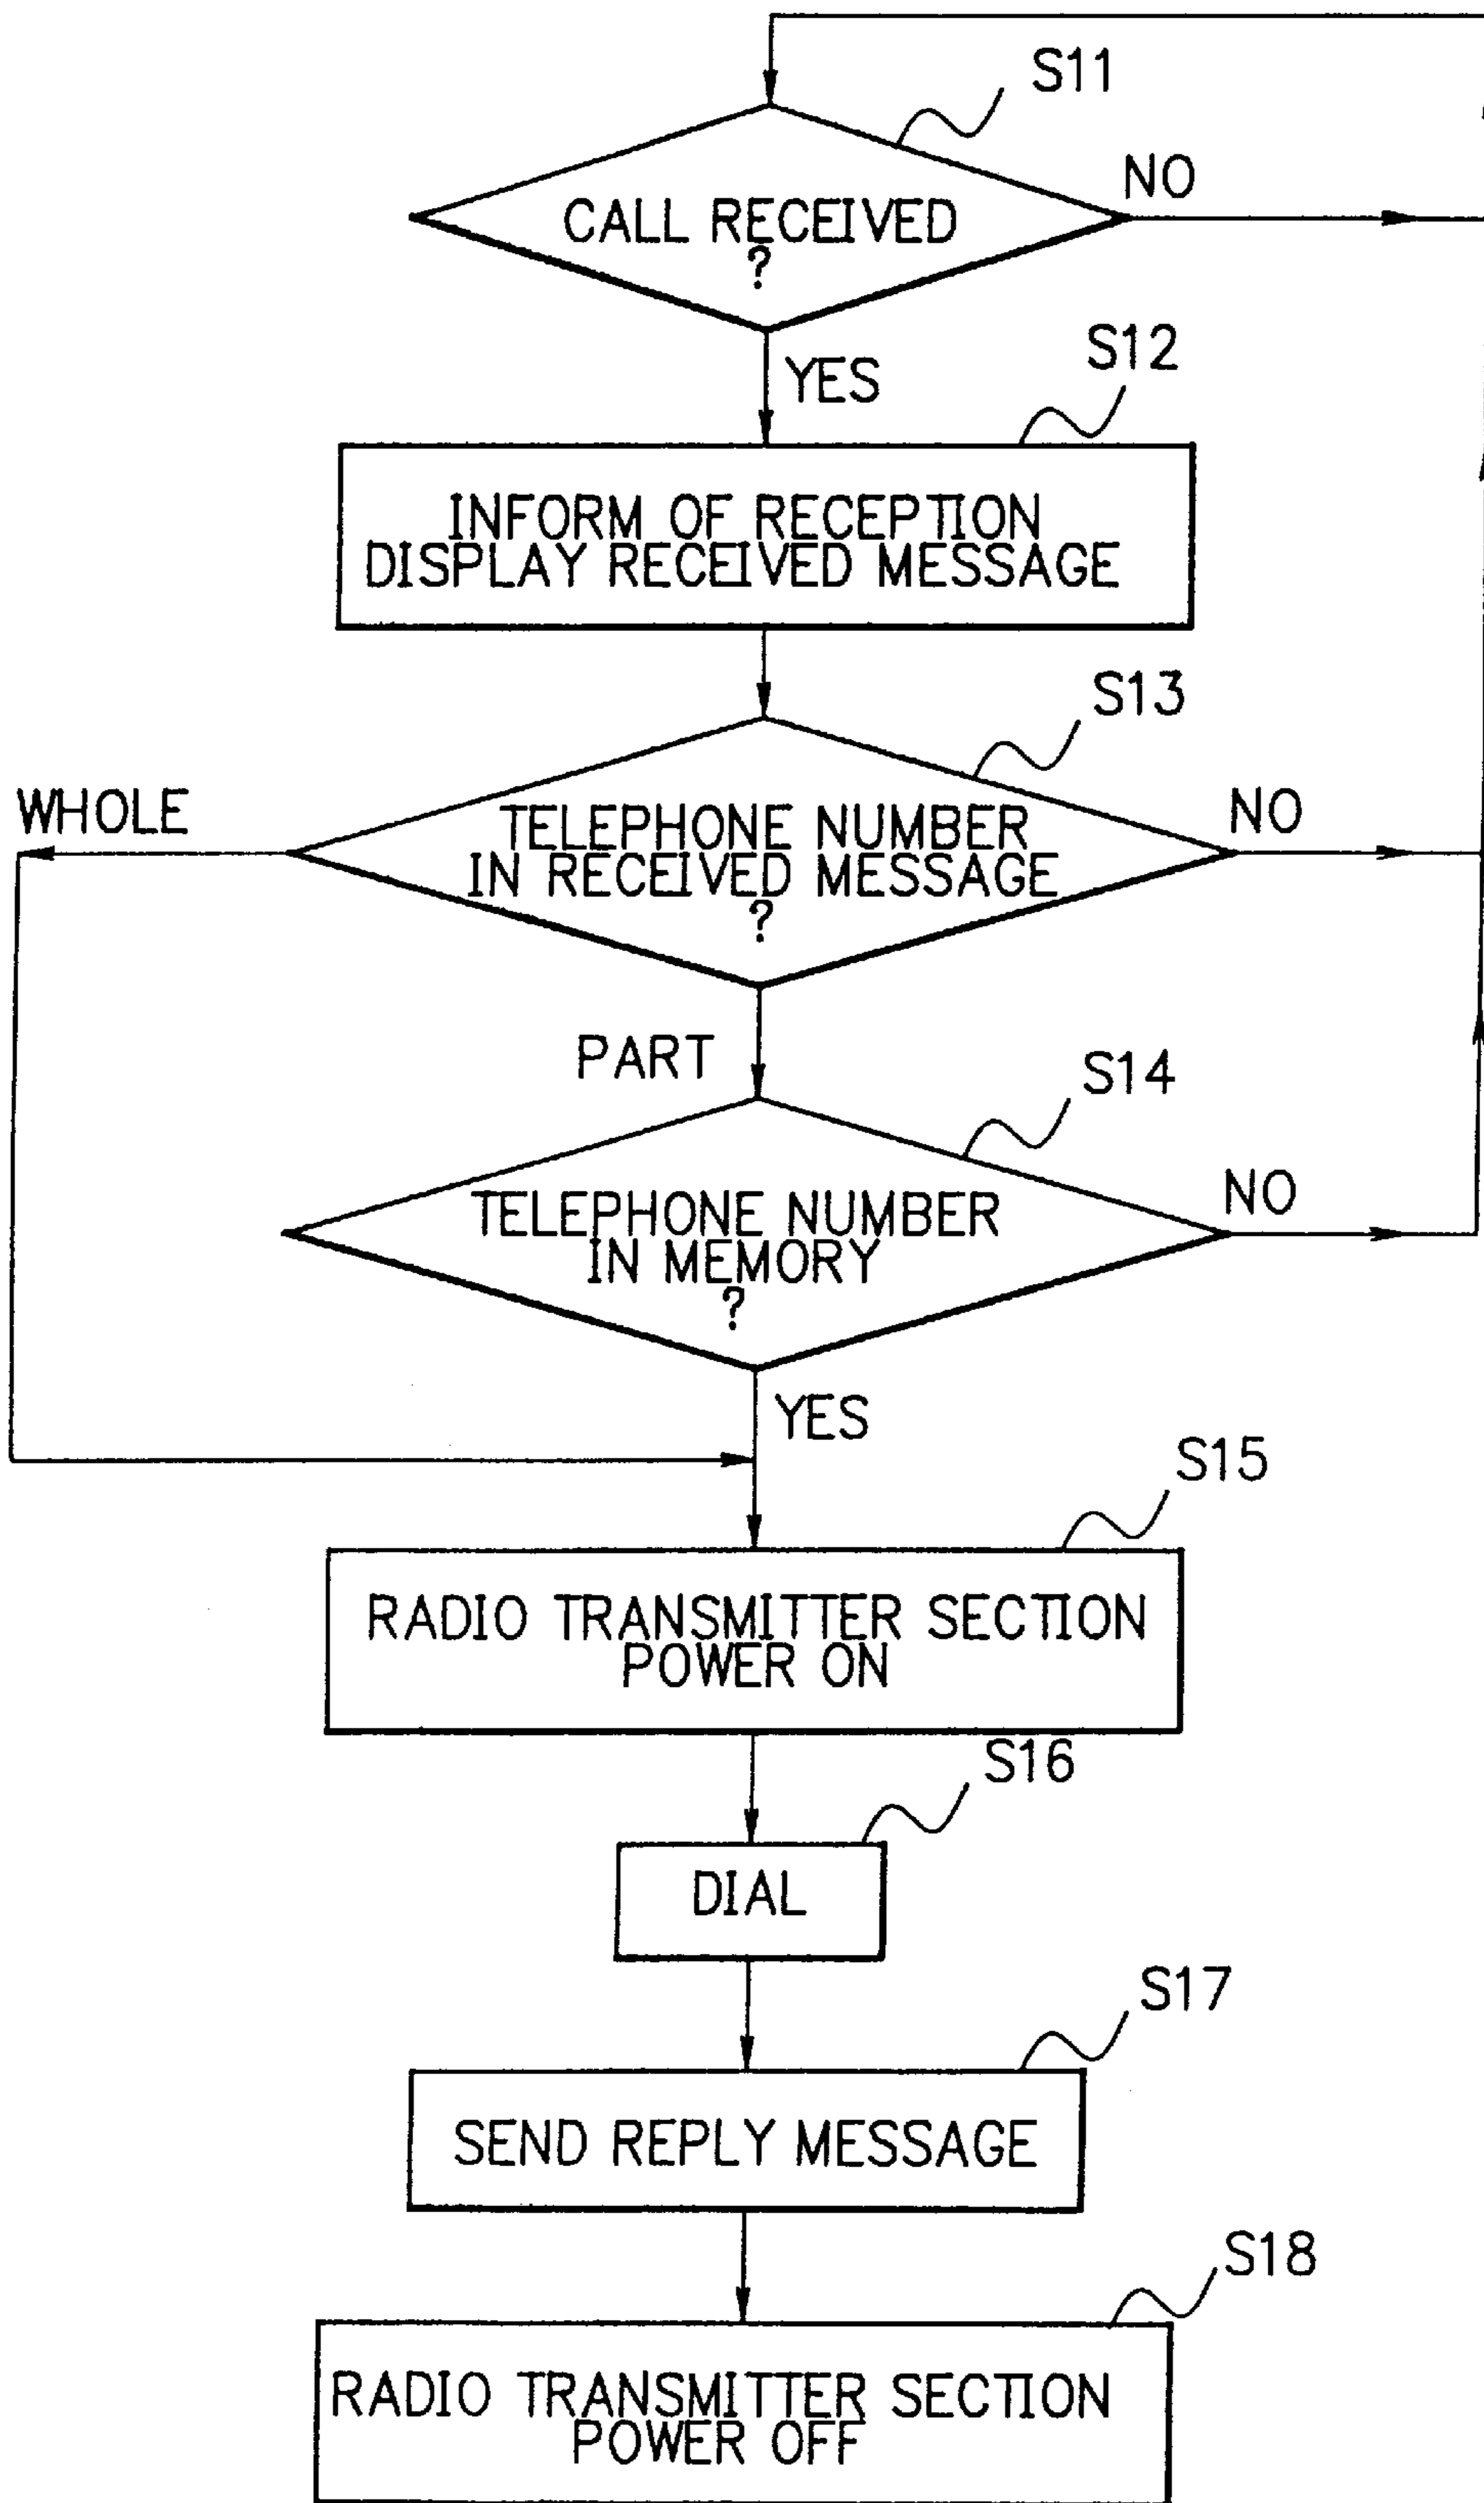 S11
NO
CALL RECEIVED
?
YES
S12
INFORM OF RECEPTION
DISPLAY RECEIVED MESSAGE
S13
WHOLE
NO
TELEPHONE NUMBER
IN RECEIVED MESSAGE
?
PART
S14
NO
TELEPHONE NUMBER
IN MEMORY
?
YES
S15
RADIO TRANSMITTER SECTION
POWER ON
S16
DIAL
S17
SEND REPLY MESSAGE
S18
RADIO TRANSMITTER SECTION
POWER OFF